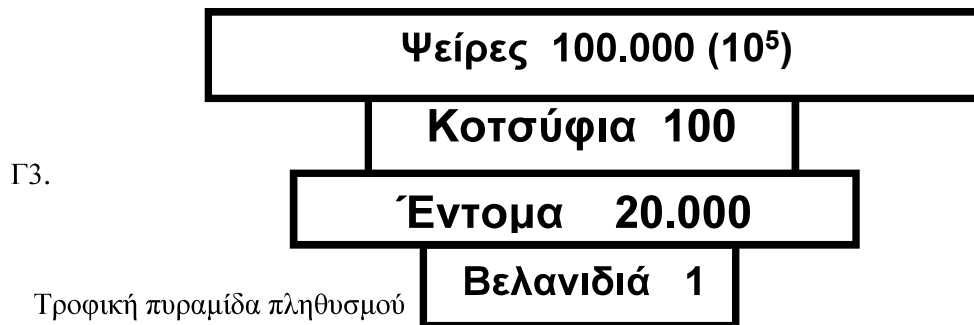 Ψείρες 100.000 (10⁵)
Κοτσύφια 100
Γ3.
Έντομα 20.000
Βελανιδιά 1
Τροφική πυραμίδα πληθυσμού